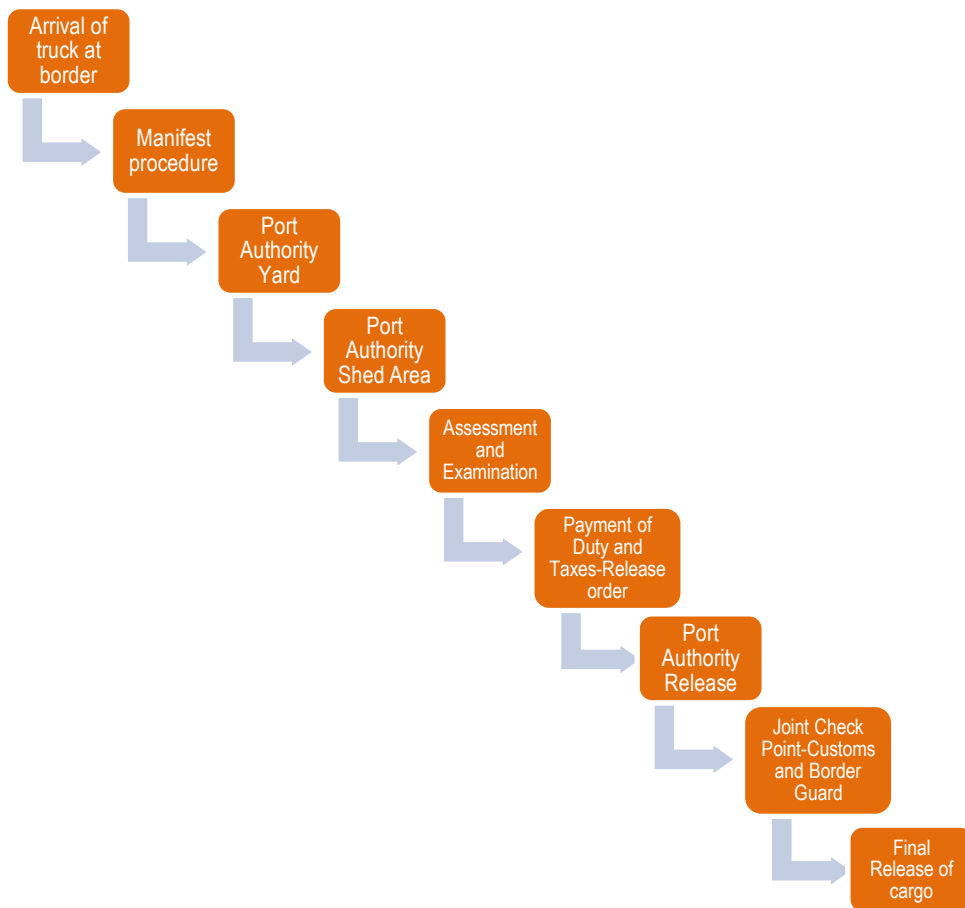 Arrival of
truck at
border
Manifest
procedure
Port
Authority
Yard
Port
Authority
Shed Area
Assessment
and
Examination
Payment of
Duty and
Taxes-Release
order
Port
Authority
Release
Joint Check
Point-Customs
and Border
Guard
Final
Release of
cargo